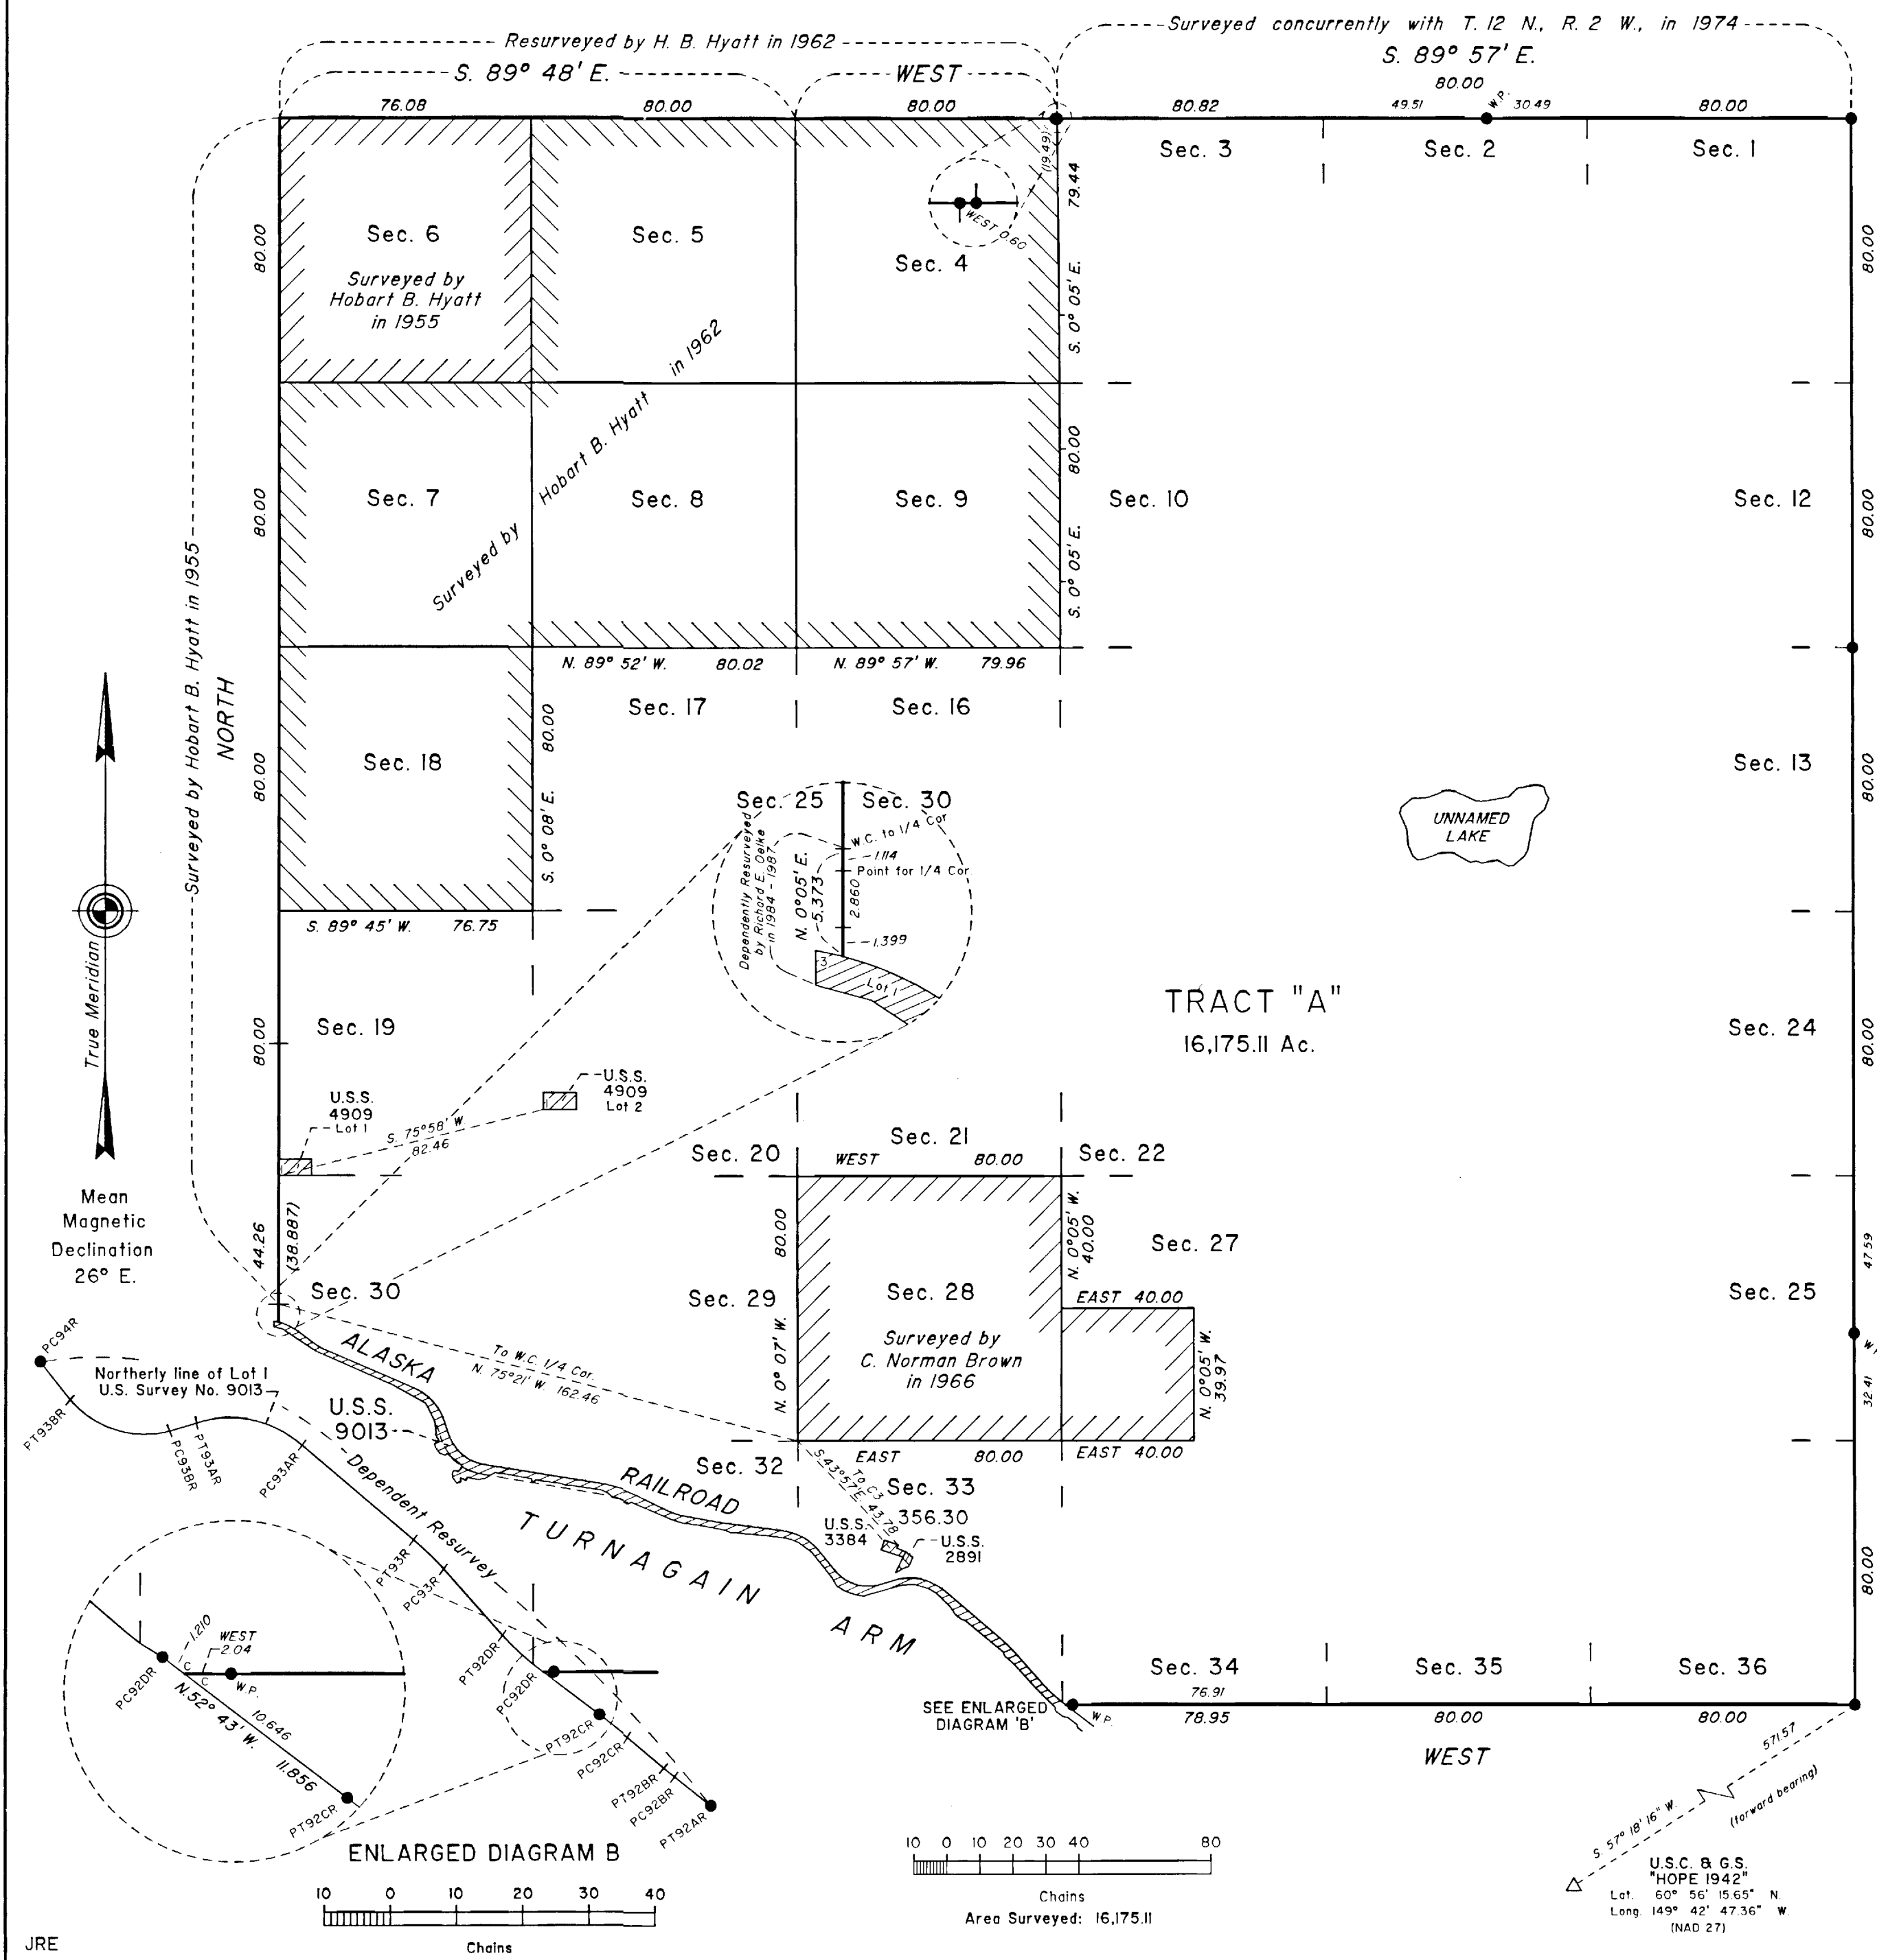 Resurveyed by H. B. Hyatt in 1962
Surveyed concurrently with T. 12 N., R. 2 W., in 1974
S. 89° 48' E.
WEST
S. 89° 57' E.
76.08
80.00
80.00
80.82
80.00
49.51
W.P.
30.49
80.00
(19.49)
79.44
Sec. 3
Sec. 2
Sec. 1
WEST 0.60
80.00
Sec. 6
Surveyed by
Hobart B. Hyatt
in 1955
Sec. 5
Sec. 4
S. 0° 05' E.
80.00
Surveyed by Hobart B. Hyatt in 1962
80.00
Sec. 7
Sec. 8
Sec. 9
80.00
S. 0° 05' E.
Sec. 10
Sec. 12
80.00
N. 89° 52' W. 80.02
N. 89° 57' W. 79.96
Surveyed by Hobart B. Hyatt in 1955
NORTH
Sec. 17
Sec. 16
80.00
Sec. 18
80.00
S. 0° 08' E.
Sec. 13
80.00
UNNAMED
LAKE
S. 89° 45' W. 76.75
Sec. 25
Sec. 30
W.C. to 1/4 Cor
1.114
Point for 1/4 Cor
Dependently Resurveyed
by Richard E. Oelke
in 1984 - 1987
N. 0°05' E.
5.373
2.860
1.399
3
Lot 1
True Meridian
TRACT "A"
16,175.11 Ac.
80.00
Sec. 19
Sec. 24
80.00
U.S.S.
4909
Lot 1
U.S.S.
4909
Lot 2
S. 75°58' W.
82.46
Sec. 20
Sec. 21
Sec. 22
WEST 80.00
Mean
Magnetic
Declination
26° E.
44.26
(38.887)
Sec. 30
Sec. 29
80.00
N. 0° 07' W.
Sec. 28
Surveyed by
C. Norman Brown
in 1966
N. 0°05' W.
40.00
Sec. 27
EAST 40.00
N. 0°05' W.
39.97
Sec. 25
47.59
32.41
To W.C. 1/4 Cor.
N. 75°21' W. 162.46
EAST 80.00
EAST 40.00
ALASKA
RAILROAD
TURNAGAIN
ARM
U.S.S.
9013
Sec. 32
Sec. 33
356.30
To C3
S. 43°57' E. 43.78
U.S.S.
3384
U.S.S.
2891
80.00
Northerly line of Lot 1
U.S. Survey No. 9013
Dependent Resurvey
PC94R
PT93BR
PC93BR
PT93AR
PC93AR
PT93R
PC93R
PT92DR
PC92DR
PT92CR
PC92CR
PT92BR
PC92BR
PT92AR
1.210
WEST
2.04
C
C
W.P.
PC92DR
N. 52° 43' W.
10.646
11.856
PT92CR
ENLARGED DIAGRAM B
10 0 10 20 30 40
Chains
SEE ENLARGED
DIAGRAM 'B'
W.P.
Sec. 34
Sec. 35
Sec. 36
76.91
78.95
80.00
80.00
WEST
571.57
S. 57° 18' 16" W.
(forward bearing)
U.S.C. & G.S.
"HOPE 1942"
Lat. 60° 56' 15.65" N.
Long. 149° 42' 47.36" W
(NAD 27)
10 0 10 20 30 40 80
Chains
Area Surveyed: 16,175.11
JRE